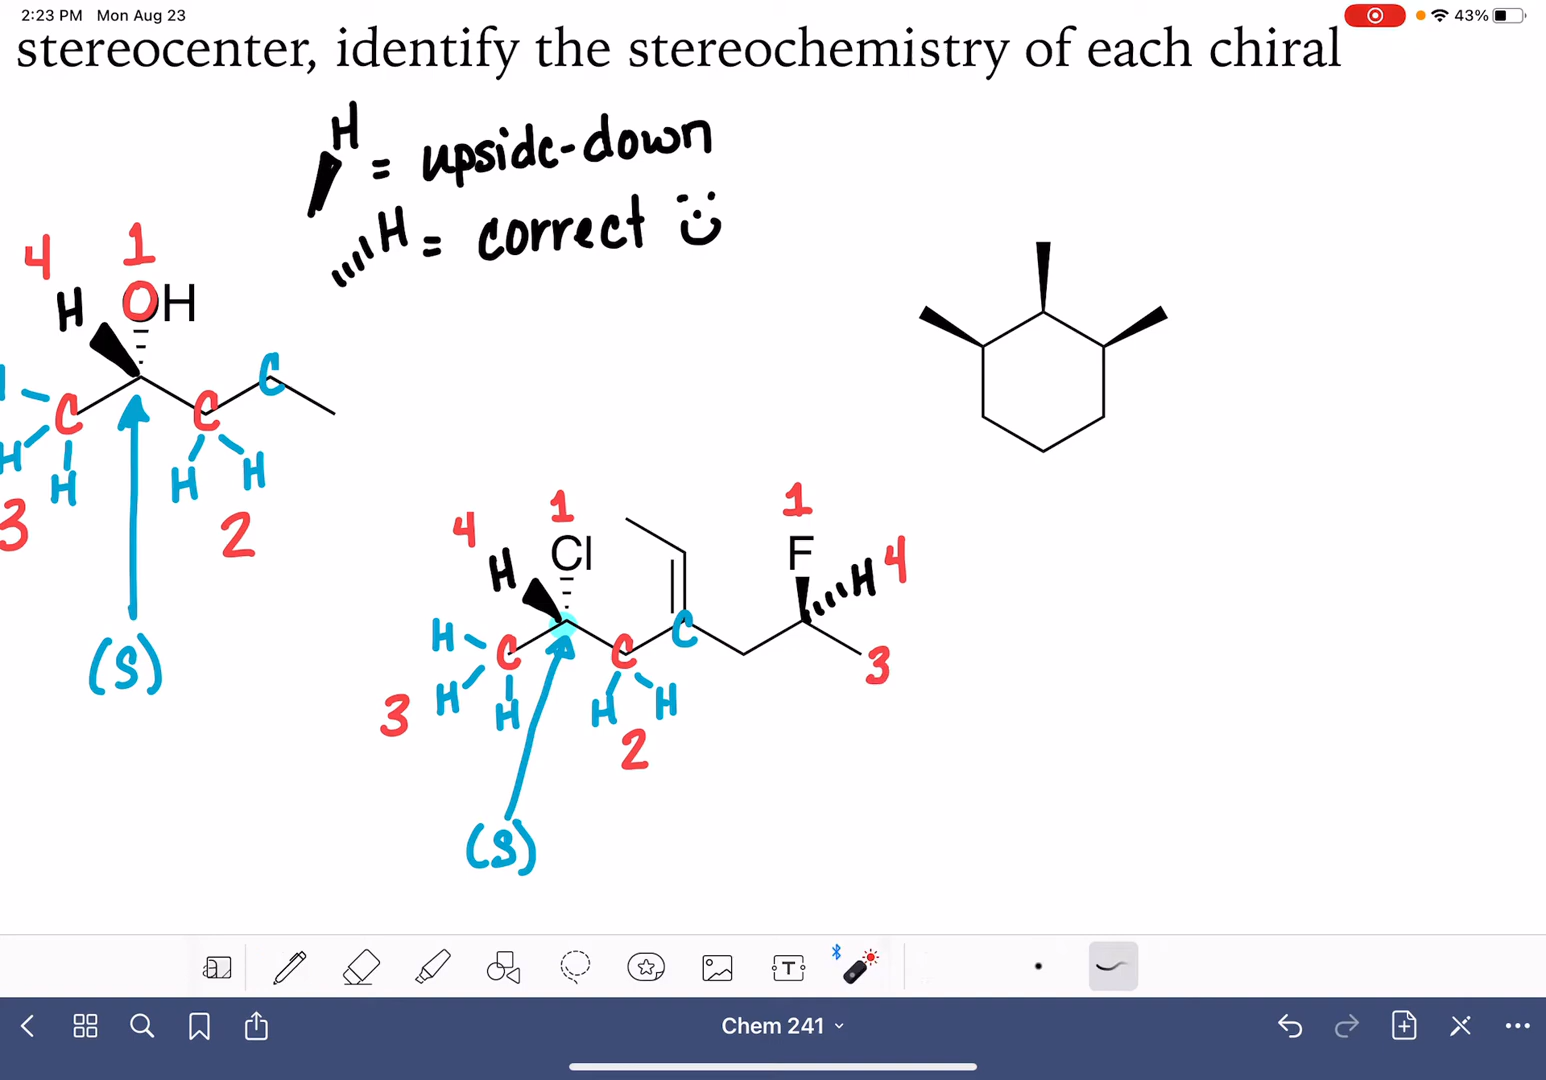 2:23 PM Mon Aug 23
43%
stereocenter, identify the stereochemistry of each chiral
H
= upside-down
H = correct
4 1
H OH
C
C C
H H
H H H
3 2
(S)
1 1
4
H Cl F H 4
H C C C
3
H H H H
3
2
(S)
T
Chem 241